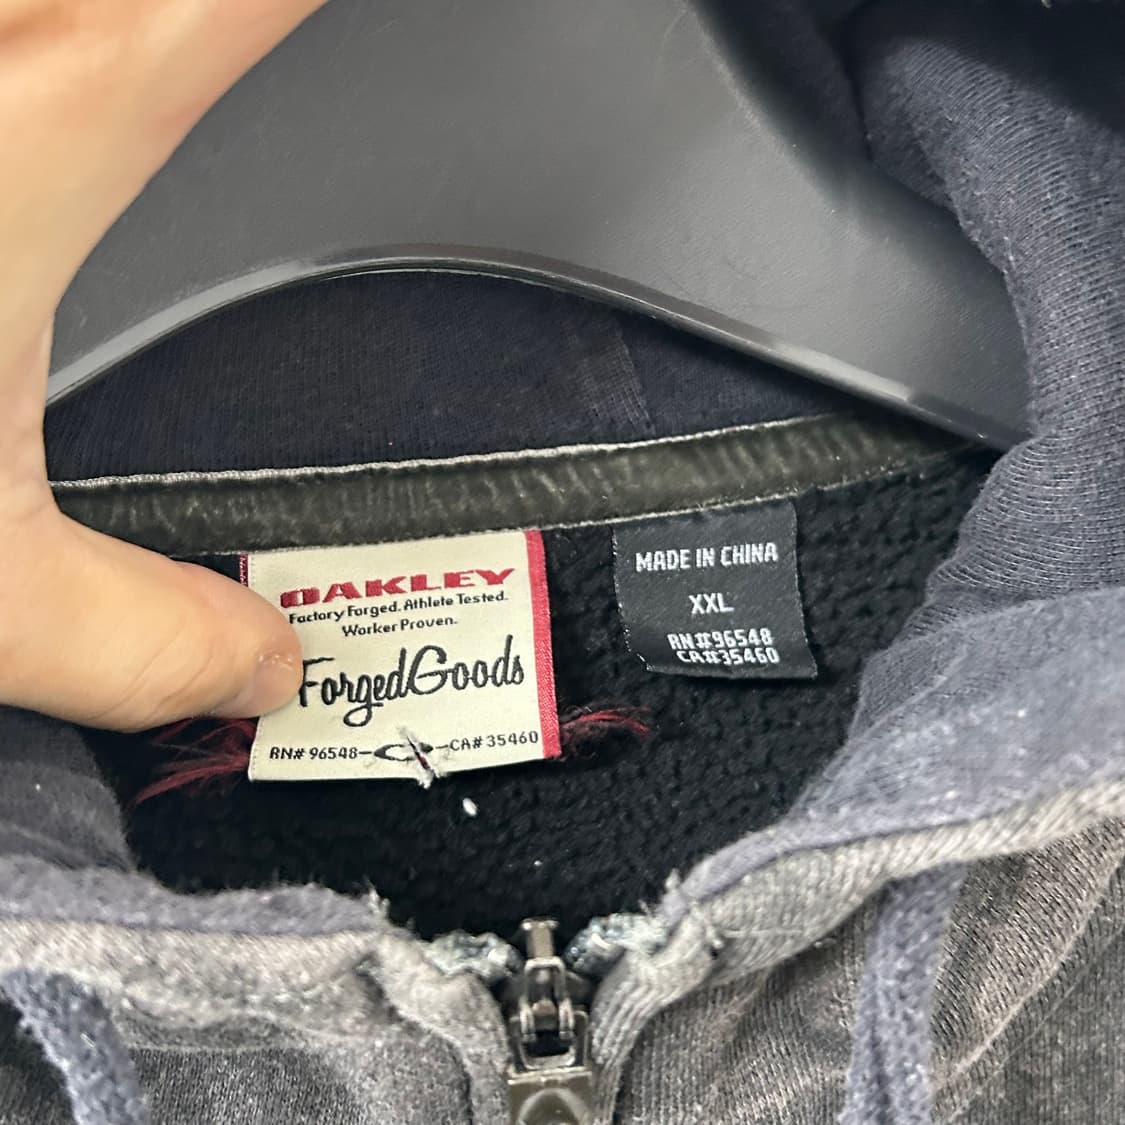 OAKLEY
Factory Forged. Athlete Tested.
Worker Proven.
ForgedGoods
RN# 96548 CA# 35460
MADE IN CHINA
XXL
RN#96548
CA#35460